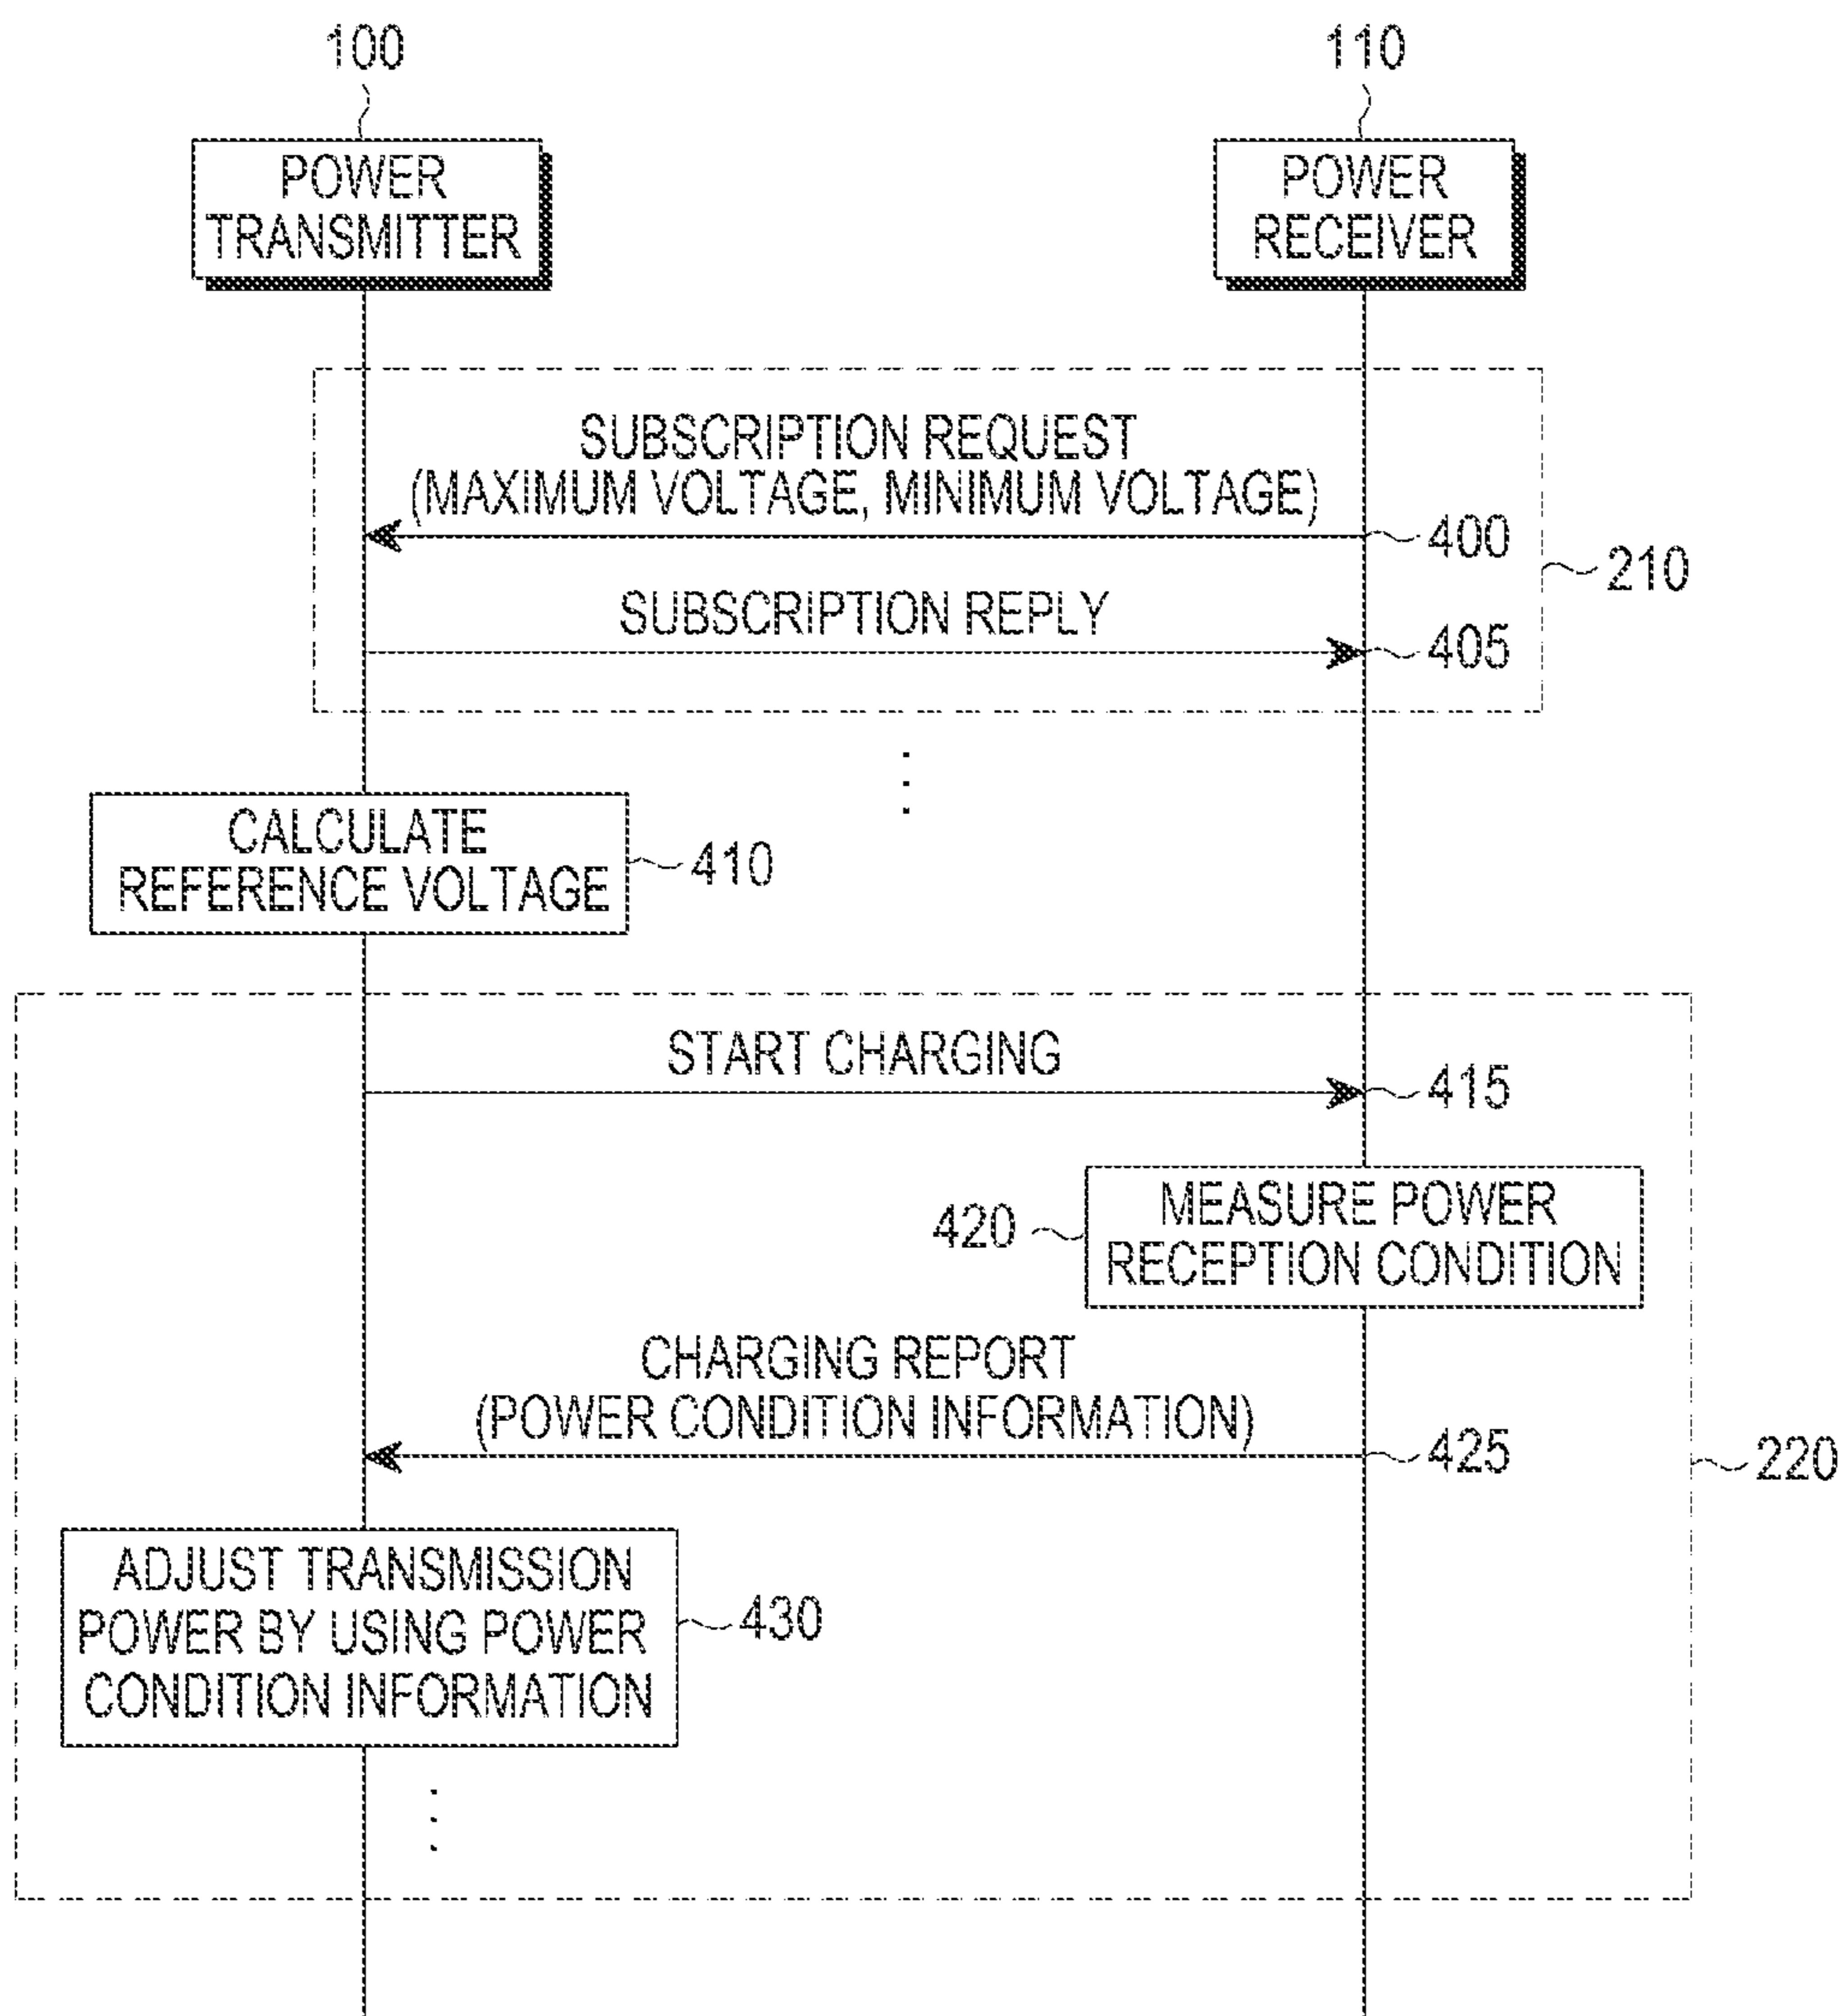 100
110
POWER
TRANSMITTER
POWER
RECEIVER
SUBSCRIPTION REQUEST
(MAXIMUM VOLTAGE, MINIMUM VOLTAGE)
400
210
SUBSCRIPTION REPLY
405
CALCULATE
REFERENCE VOLTAGE
410
START CHARGING
415
420
MEASURE POWER
RECEPTION CONDITION
CHARGING REPORT
(POWER CONDITION INFORMATION)
425
220
ADJUST TRANSMISSION
POWER BY USING POWER
CONDITION INFORMATION
430